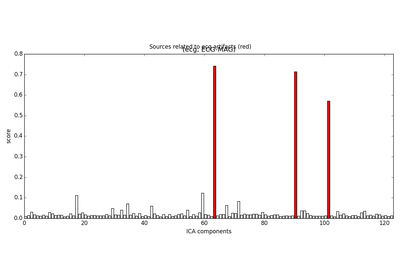 Sources related to ecg artifacts (red)
(ecg, ECG-MAG)
0.8
0.7
0.6
0.5
0.4
0.3
0.2
0.1
0.0
score
0 20 40 60 80 100 120
ICA components